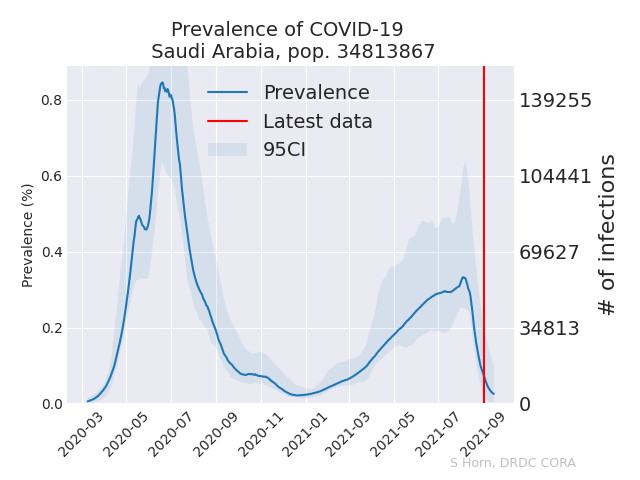 Prevalence of COVID-19
Saudi Arabia, pop. 34813867
Prevalence
Latest data
95CI
Prevalence (%)
0.8
0.6
0.4
0.2
0.0
139255
104441
69627
34813
0
# of infections
2020-03
2020-05
2020-07
2020-09
2020-11
2021-01
2021-03
2021-05
2021-07
2021-09
S Horn, DRDC CORA